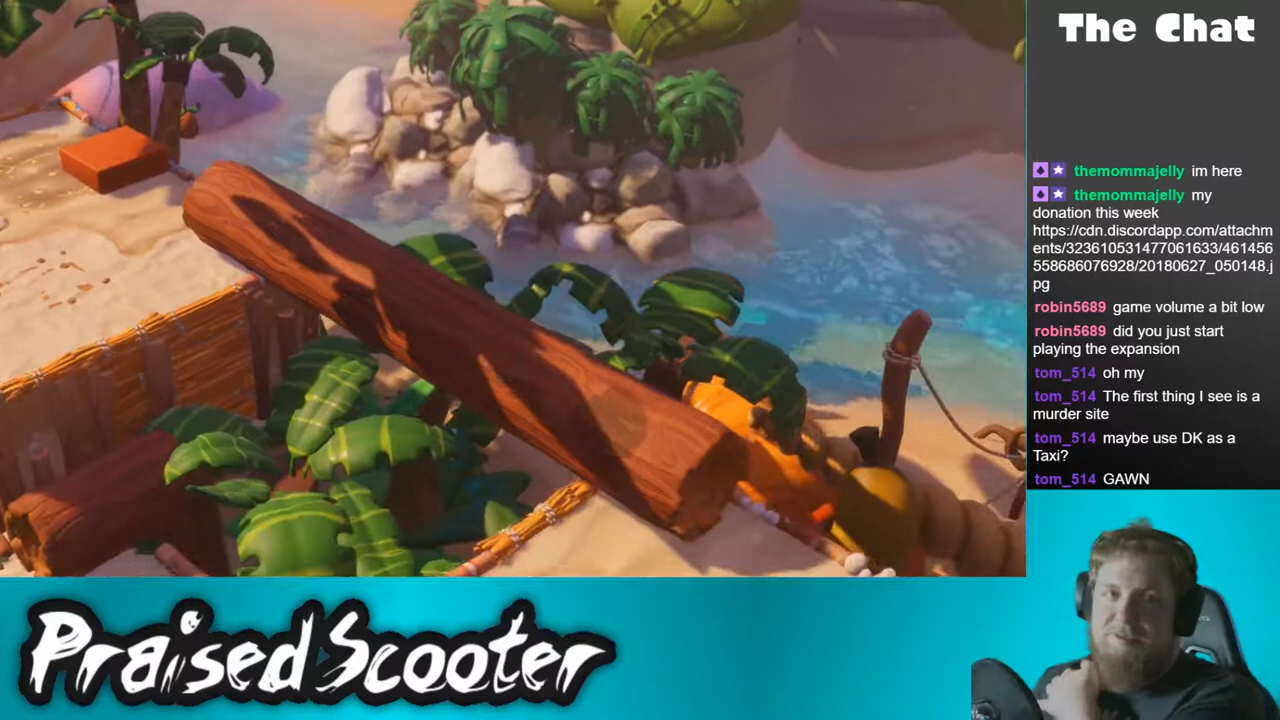 The Chat
themommajelly im here
themommajelly my
donation this week
https://cdn.discordapp.com/attachm
ents/323610531477061633/461456
558686076928/20180627_050148.j
pg
robin5689 game volume a bit low
robin5689 did you just start
playing the expansion
tom_514 oh my
tom_514 The first thing I see is a
murder site
tom_514 maybe use DK as a
Taxi?
tom_514 GAWN
PraisedScooter